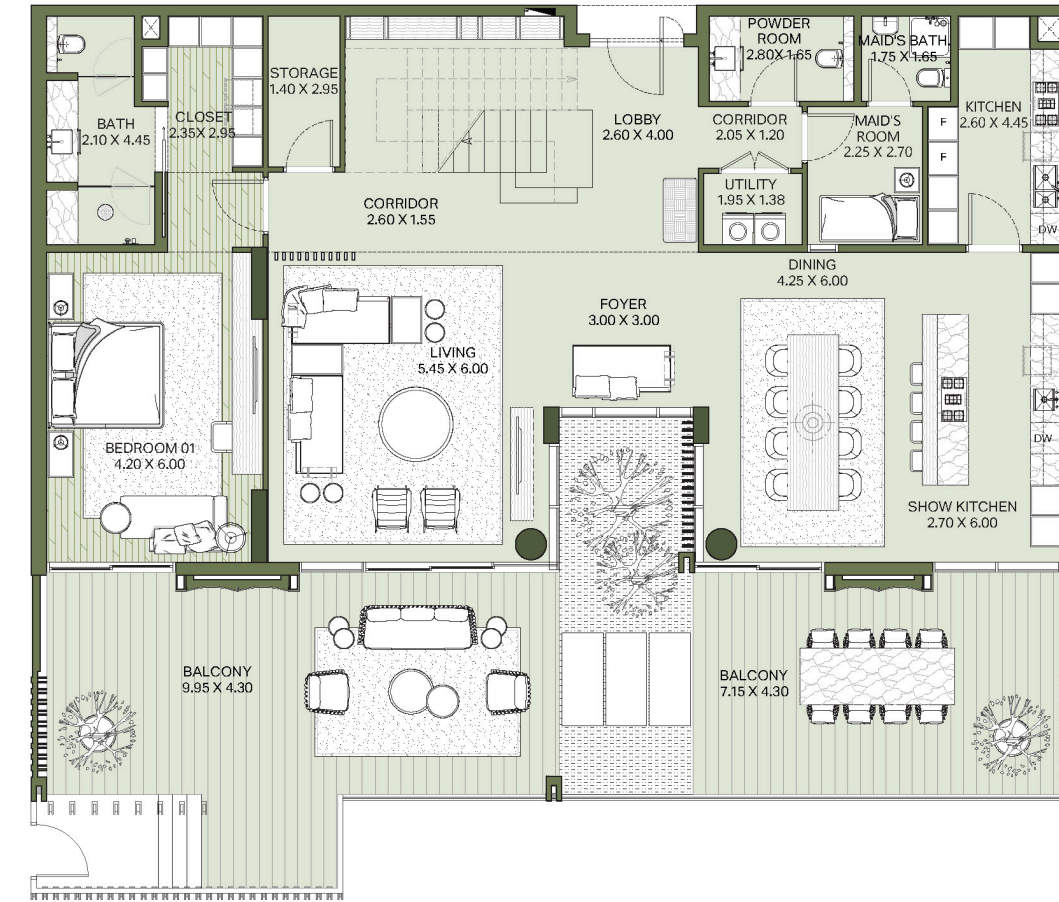 POWDER
ROOM
2.80X 1.65
MAID'S BATH.
1.75 X 1.65
STORAGE
1.40 X 2.95
CLOSET
2.35X 2.95
BATH
2.10 X 4.45
LOBBY
2.60 X 4.00
CORRIDOR
2.05 X 1.20
MAID'S
ROOM
2.25 X 2.70
F
F
KITCHEN
2.60 X 4.45
UTILITY
1.95 X 1.38
CORRIDOR
2.60 X 1.55
DW
DINING
4.25 X 6.00
FOYER
3.00 X 3.00
LIVING
5.45 X 6.00
BEDROOM 01
4.20 X 6.00
DW
SHOW KITCHEN
2.70 X 6.00
BALCONY
9.95 X 4.30
BALCONY
7.15 X 4.30